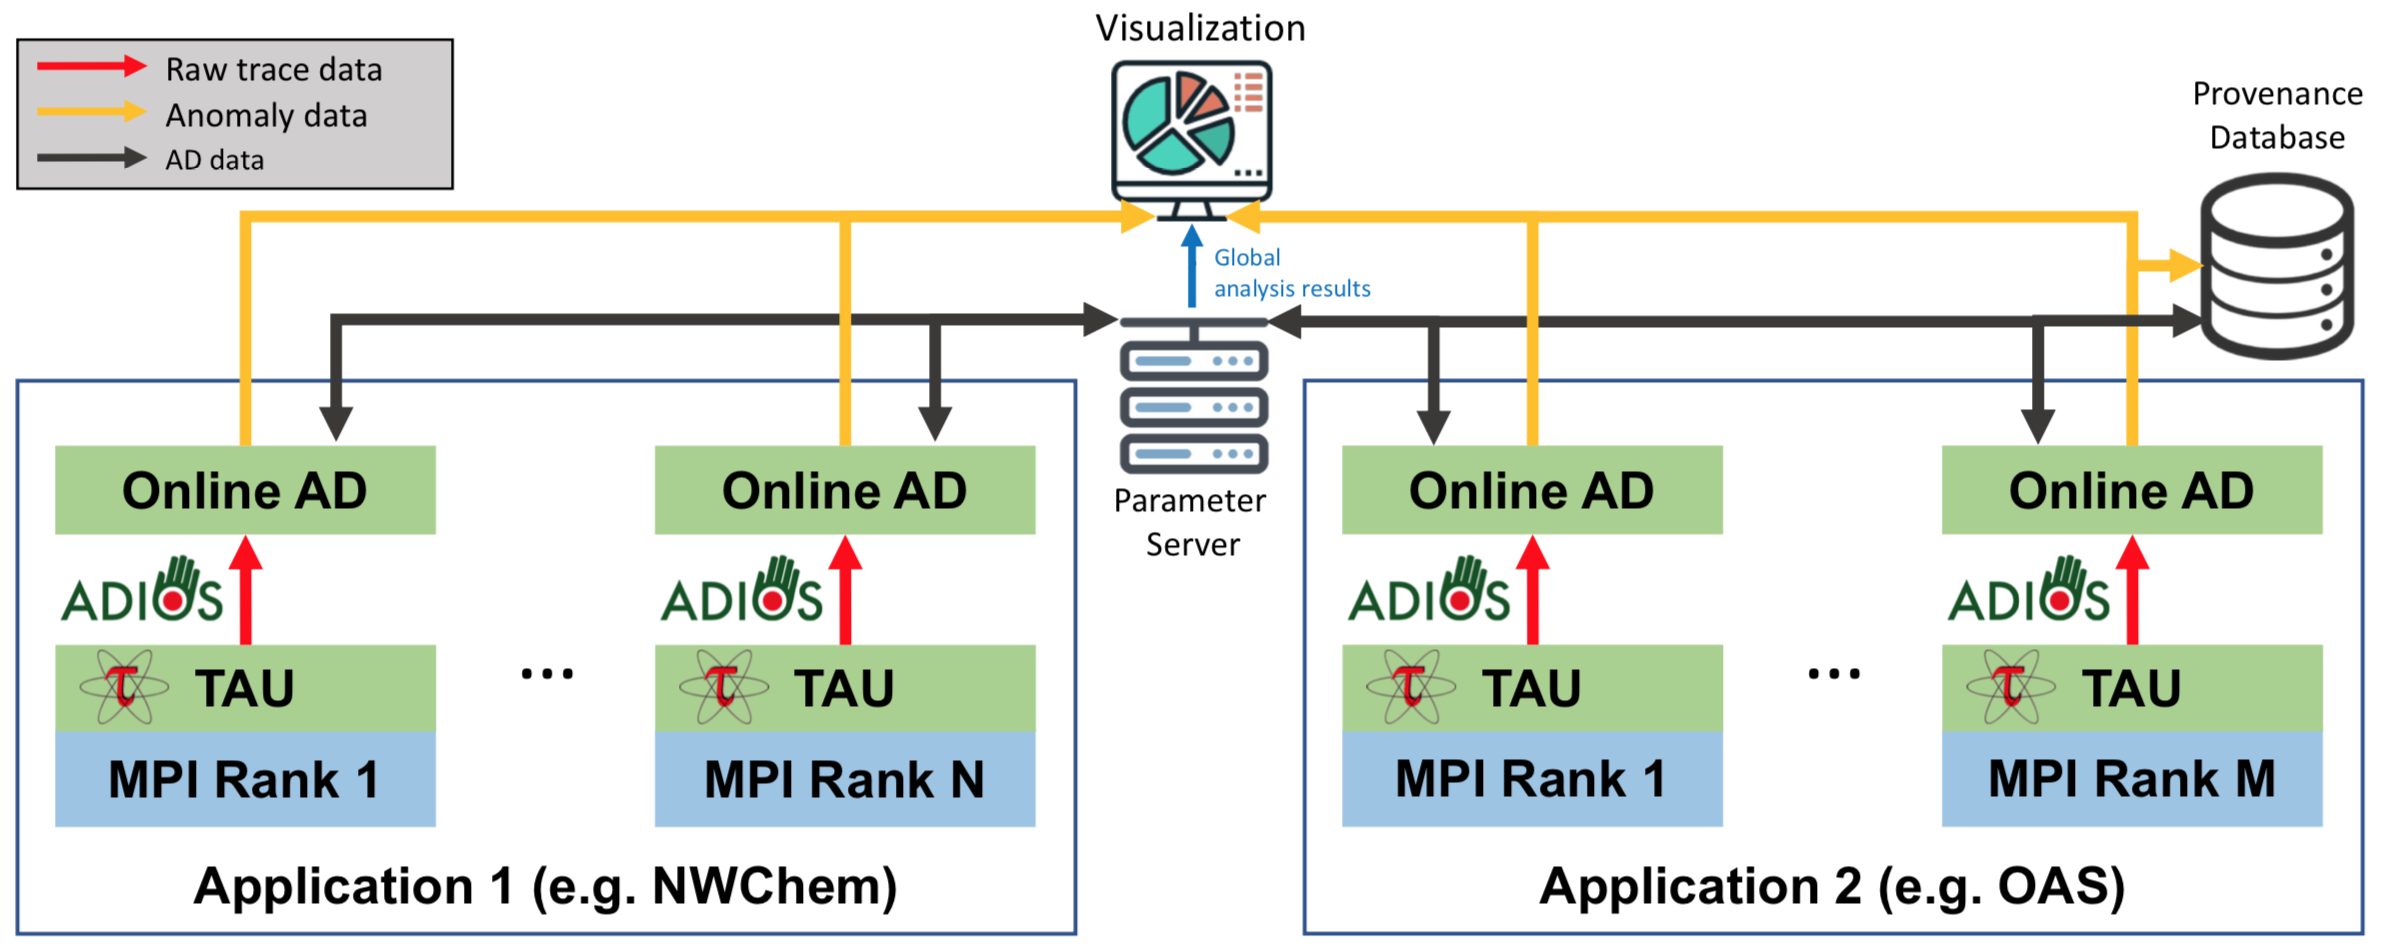 Visualization
Raw trace data
Anomaly data
AD data
Provenance
Database
Global
analysis results
Parameter
Server
Online AD
ADIOS
τ TAU
MPI Rank 1
...
Online AD
ADIOS
τ TAU
MPI Rank N
Application 1 (e.g. NWChem)
Online AD
ADIOS
τ TAU
MPI Rank 1
...
Online AD
ADIOS
τ TAU
MPI Rank M
Application 2 (e.g. OAS)